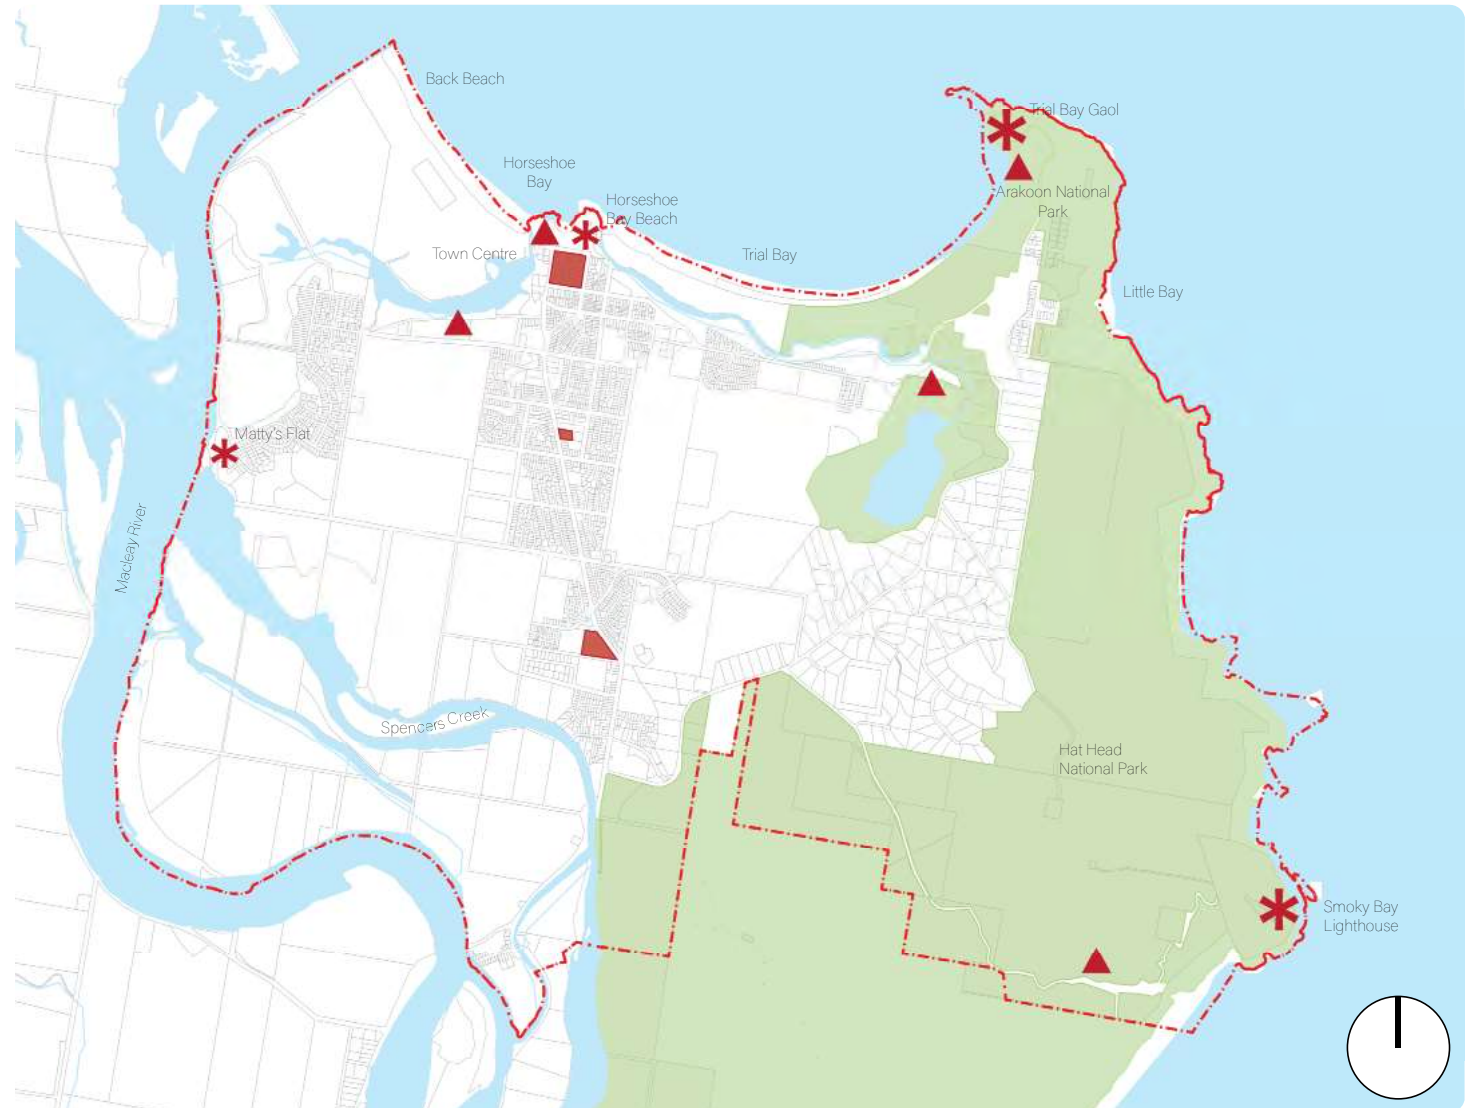 Back Beach
Trial Bay Gaol
Horseshoe
Bay
Horseshoe
Bay Beach
Arakoon National
Park
Town Centre
Trial Bay
Little Bay
Matty's Flat
Macleay River
Spencers Creek
Hat Head
National Park
Smoky Bay
Lighthouse